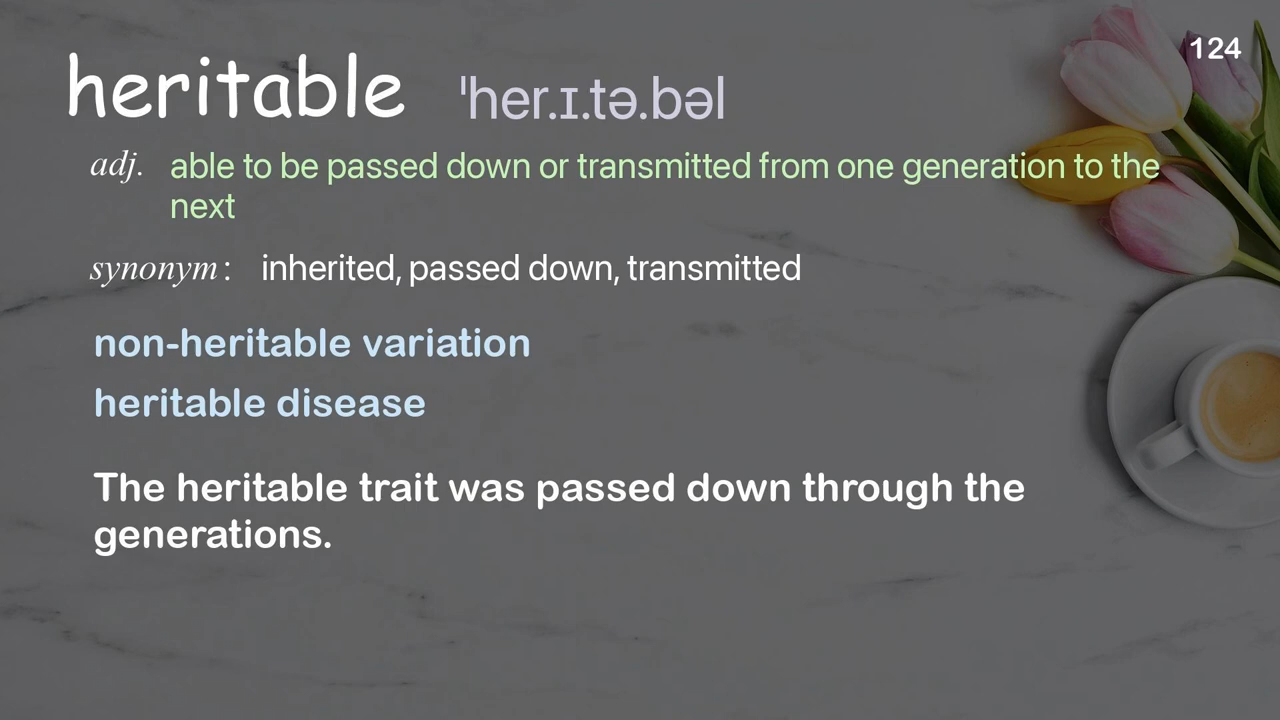 124
heritable ˈher.ɪ.tə.bəl
adj. able to be passed down or transmitted from one generation to the
next
synonym: inherited, passed down, transmitted
non-heritable variation
heritable disease
The heritable trait was passed down through the
generations.